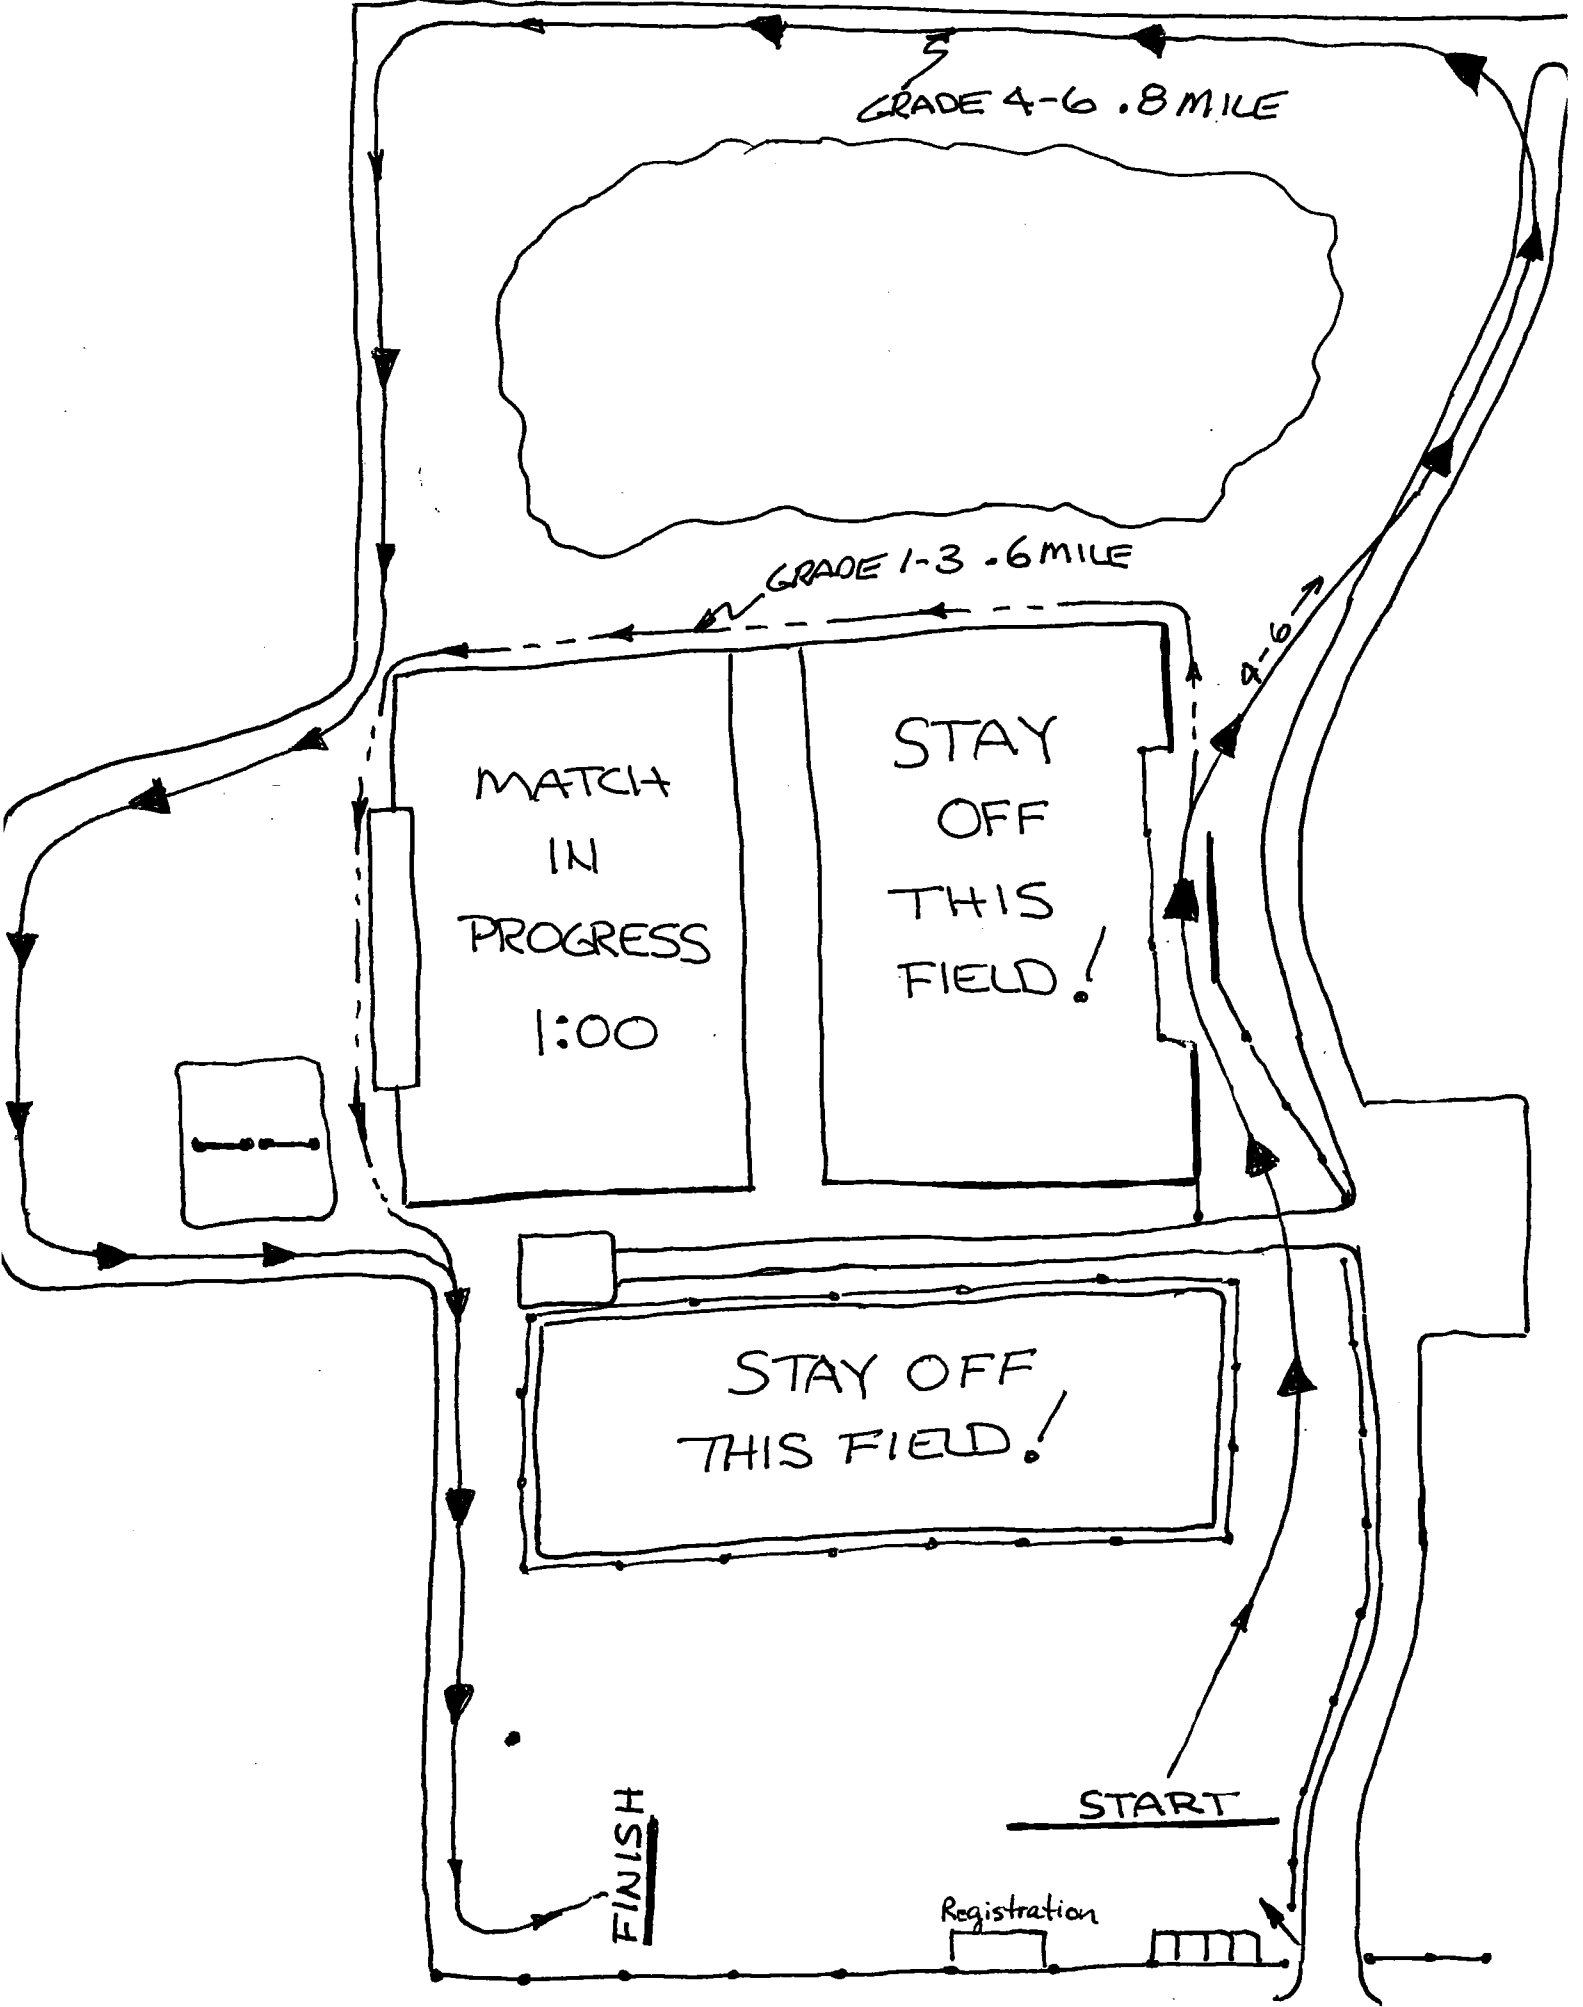 GRADE 4-6 .8 MILE
GRADE 1-3 .6 MILE
4-6
MATCH
IN
PROGRESS
1:00
STAY
OFF
THIS
FIELD!
STAY OFF
THIS FIELD!
START
FINISH
Registration